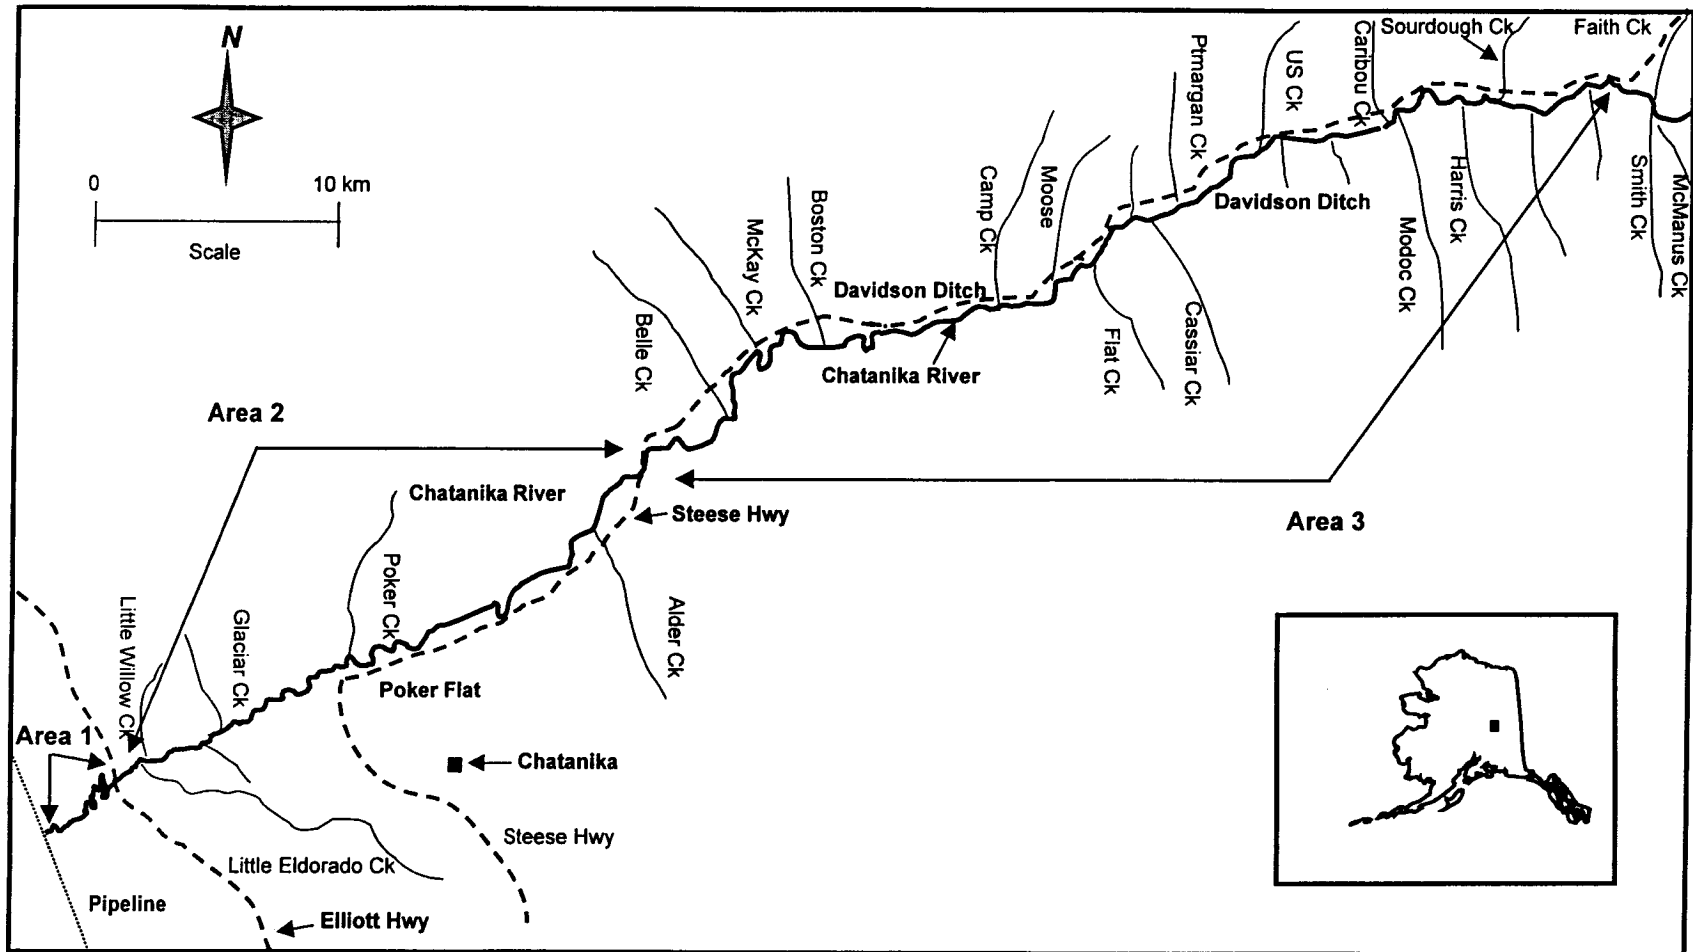 N
0 10 km
Scale
Sourdough Ck
Faith Ck
Caribou Ck
US Ck
Ptmargan Ck
Moose
Camp Ck
Boston Ck
McKay Ck
Belle Ck
Davidson Ditch
Harris Ck
Modoc Ck
Smith Ck
McManus Ck
Davidson Ditch
Chatanika River
Flat Ck
Cassiar Ck
Area 2
Chatanika River
Steese Hwy
Area 3
Poker Ck
Alder Ck
Little Willow Ck
Glaciar Ck
Poker Flat
Area 1
Chatanika
Steese Hwy
Little Eldorado Ck
Pipeline
Elliott Hwy